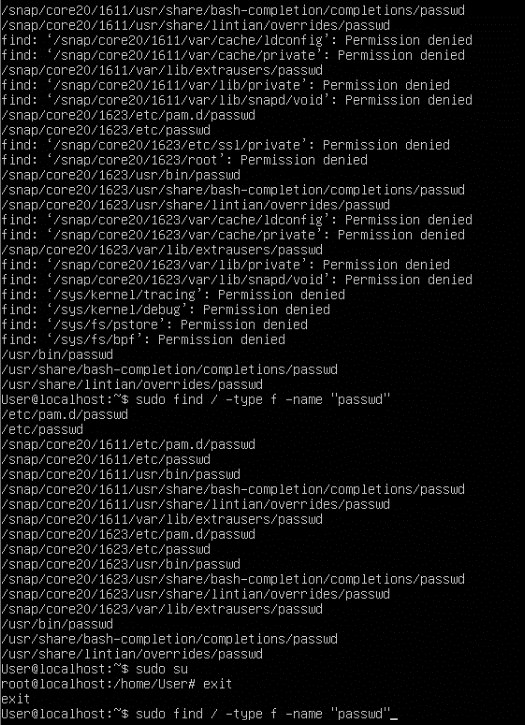 /snap/core20/1611/usr/share/bash-completion/completions/passwd
/snap/core20/1611/usr/share/lintian/overrides/passwd
find: ‘/snap/core20/1611/var/cache/ldconfig’: Permission denied
find: ‘/snap/core20/1611/var/cache/private’: Permission denied
/snap/core20/1611/var/lib/extrausers/passwd
find: ‘/snap/core20/1611/var/lib/private’: Permission denied
find: ‘/snap/core20/1611/var/lib/snapd/void’: Permission denied
/snap/core20/1623/etc/pam.d/passwd
/snap/core20/1623/etc/passwd
find: ‘/snap/core20/1623/etc/ssl/private’: Permission denied
find: ‘/snap/core20/1623/root’: Permission denied
/snap/core20/1623/usr/bin/passwd
/snap/core20/1623/usr/share/bash-completion/completions/passwd
/snap/core20/1623/usr/share/lintian/overrides/passwd
find: ‘/snap/core20/1623/var/cache/ldconfig’: Permission denied
find: ‘/snap/core20/1623/var/cache/private’: Permission denied
/snap/core20/1623/var/lib/extrausers/passwd
find: ‘/snap/core20/1623/var/lib/private’: Permission denied
find: ‘/snap/core20/1623/var/lib/snapd/void’: Permission denied
find: ‘/sys/kernel/tracing’: Permission denied
find: ‘/sys/kernel/debug’: Permission denied
find: ‘/sys/fs/pstore’: Permission denied
find: ‘/sys/fs/bpf’: Permission denied
/usr/bin/passwd
/usr/share/bash-completion/completions/passwd
/usr/share/lintian/overrides/passwd
User@localhost:~$ sudo find / -type f -name "passwd"
/etc/pam.d/passwd
/etc/passwd
/snap/core20/1611/etc/pam.d/passwd
/snap/core20/1611/etc/passwd
/snap/core20/1611/usr/bin/passwd
/snap/core20/1611/usr/share/bash-completion/completions/passwd
/snap/core20/1611/usr/share/lintian/overrides/passwd
/snap/core20/1611/var/lib/extrausers/passwd
/snap/core20/1623/etc/pam.d/passwd
/snap/core20/1623/etc/passwd
/snap/core20/1623/usr/bin/passwd
/snap/core20/1623/usr/share/bash-completion/completions/passwd
/snap/core20/1623/usr/share/lintian/overrides/passwd
/snap/core20/1623/var/lib/extrausers/passwd
/usr/bin/passwd
/usr/share/bash-completion/completions/passwd
/usr/share/lintian/overrides/passwd
User@localhost:~$ sudo su
root@localhost:/home/User# exit
exit
User@localhost:~$ sudo find / -type f -name "passwd"_